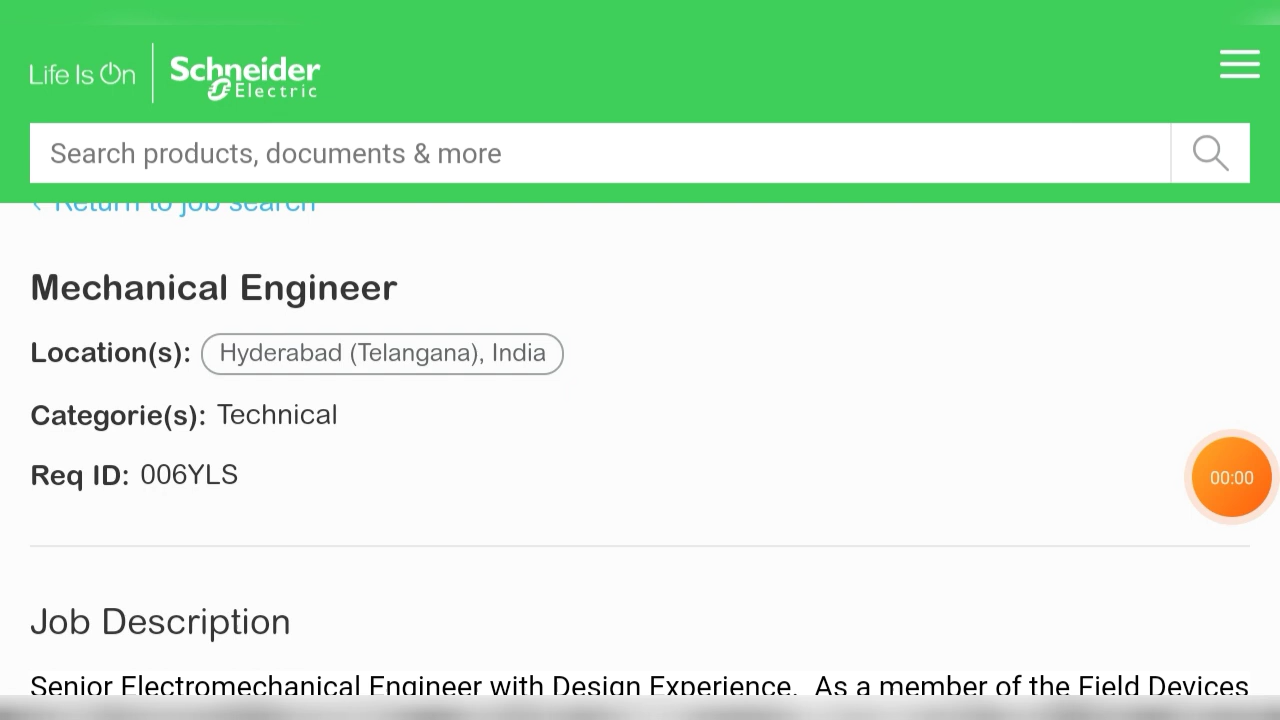 Life Is On
Schneider
Electric
Search products, documents & more
Return to job search
Mechanical Engineer
Location(s): Hyderabad (Telangana), India
Categorie(s): Technical
Req ID: 006YLS
00:00
Job Description
Senior Electromechanical Engineer with Design Experience. As a member of the Field Devices